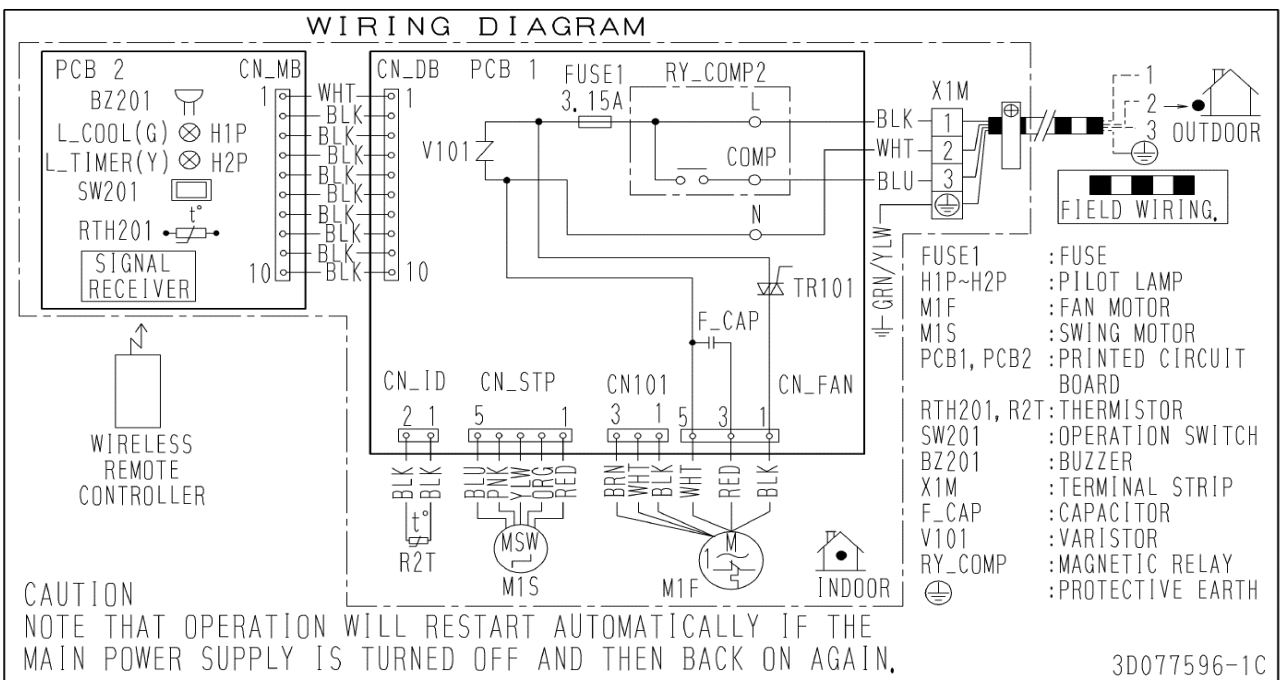 WIRING DIAGRAM
PCB 2
CN_MB
BZ201
L_COOL(G) H1P
L_TIMER(Y) H2P
SW201
t°
RTH201
SIGNAL
RECEIVER
1
10
WHT
BLK
BLK
BLK
BLK
BLK
BLK
BLK
BLK
BLK
CN_DB
1
10
PCB 1
FUSE1
3.15A
RY_COMP2
L
COMP
N
V101
TR101
F_CAP
BLK
WHT
BLU
GRN/YLW
X1M
1
2
3
1
2
3
OUTDOOR
FIELD WIRING.
CN_ID
2 1
CN_STP
5 1
CN101
3 1
CN_FAN
5 3 1
BLK
BLK
BLU
PNK
YLW
ORG
RED
BRN
WHT
BLK
WHT
RED
BLK
t°
R2T
MSW
M1S
M
1
M1F
INDOOR
WIRELESS
REMOTE
CONTROLLER
FUSE1 :FUSE
H1P~H2P :PILOT LAMP
M1F :FAN MOTOR
M1S :SWING MOTOR
PCB1,PCB2 :PRINTED CIRCUIT
BOARD
RTH201,R2T:THERMISTOR
SW201 :OPERATION SWITCH
BZ201 :BUZZER
X1M :TERMINAL STRIP
F_CAP :CAPACITOR
V101 :VARISTOR
RY_COMP :MAGNETIC RELAY
:PROTECTIVE EARTH
CAUTION
NOTE THAT OPERATION WILL RESTART AUTOMATICALLY IF THE
MAIN POWER SUPPLY IS TURNED OFF AND THEN BACK ON AGAIN.
3D077596-1C